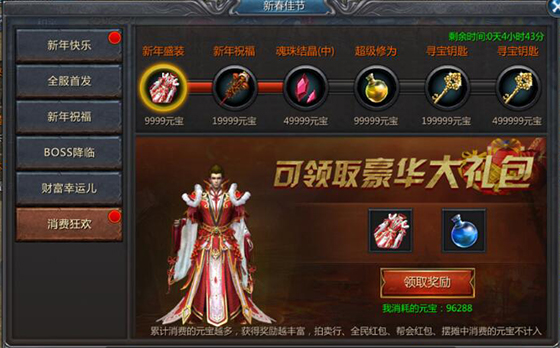 新春佳节
剩余时间:0天4小时43分
新年快乐
全服首发
新年祝福
BOSS降临
财富幸运儿
消费狂欢
新年盛装 新年祝福 魂珠结晶(中) 超级修为 寻宝钥匙 寻宝钥匙
9999元宝 19999元宝 49999元宝 99999元宝 199999元宝 499999元宝
可领取豪华大礼包
领取奖励
我消耗的元宝：96288
累计消费的元宝越多，获得奖励越丰富，拍卖行、全民红包、帮会红包、摆摊中消费的元宝不计入